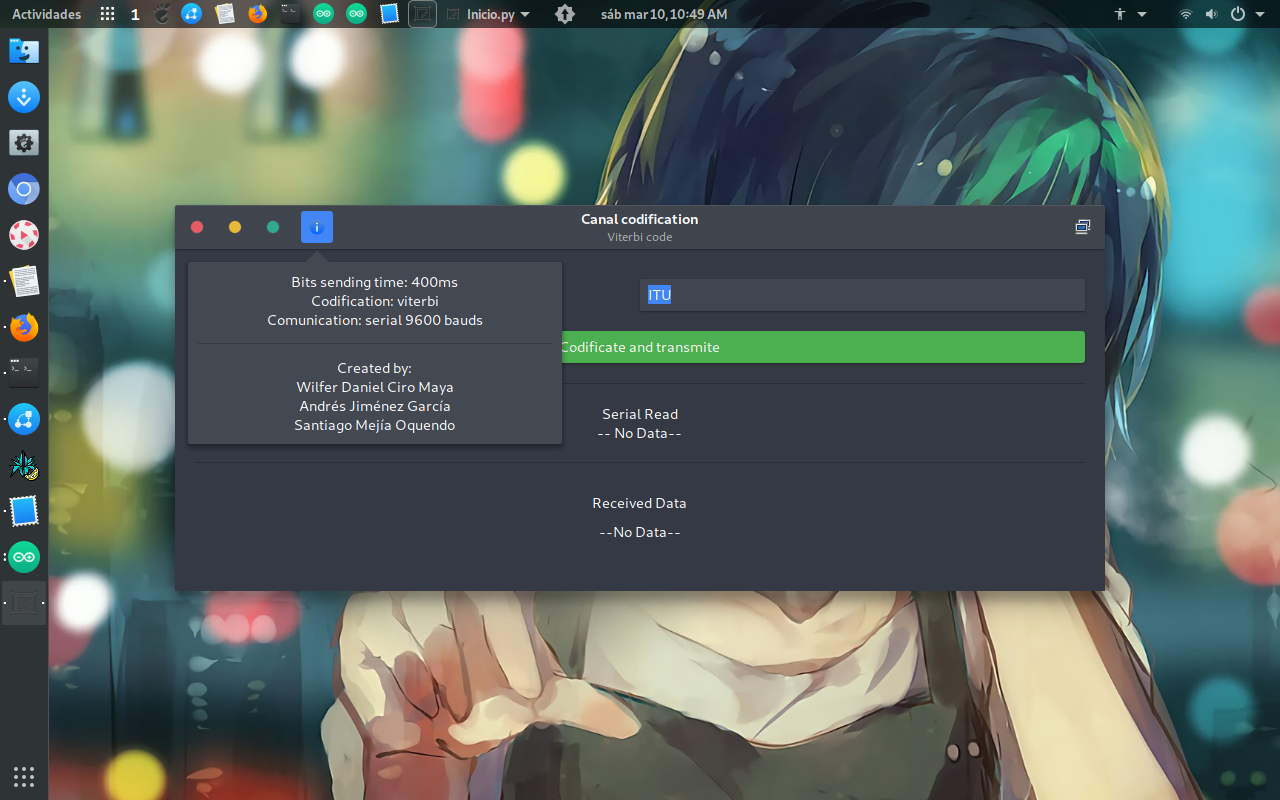 Actividades
1
Inicio.py
sáb mar 10, 10:49 AM
Canal codification
Viterbi code
Bits sending time: 400ms
Codification: viterbi
Comunication: serial 9600 bauds
Created by:
Wilfer Daniel Ciro Maya
Andrés Jiménez García
Santiago Mejía Oquendo
ITU
Codificate and transmite
Serial Read
-- No Data--
Received Data
--No Data--